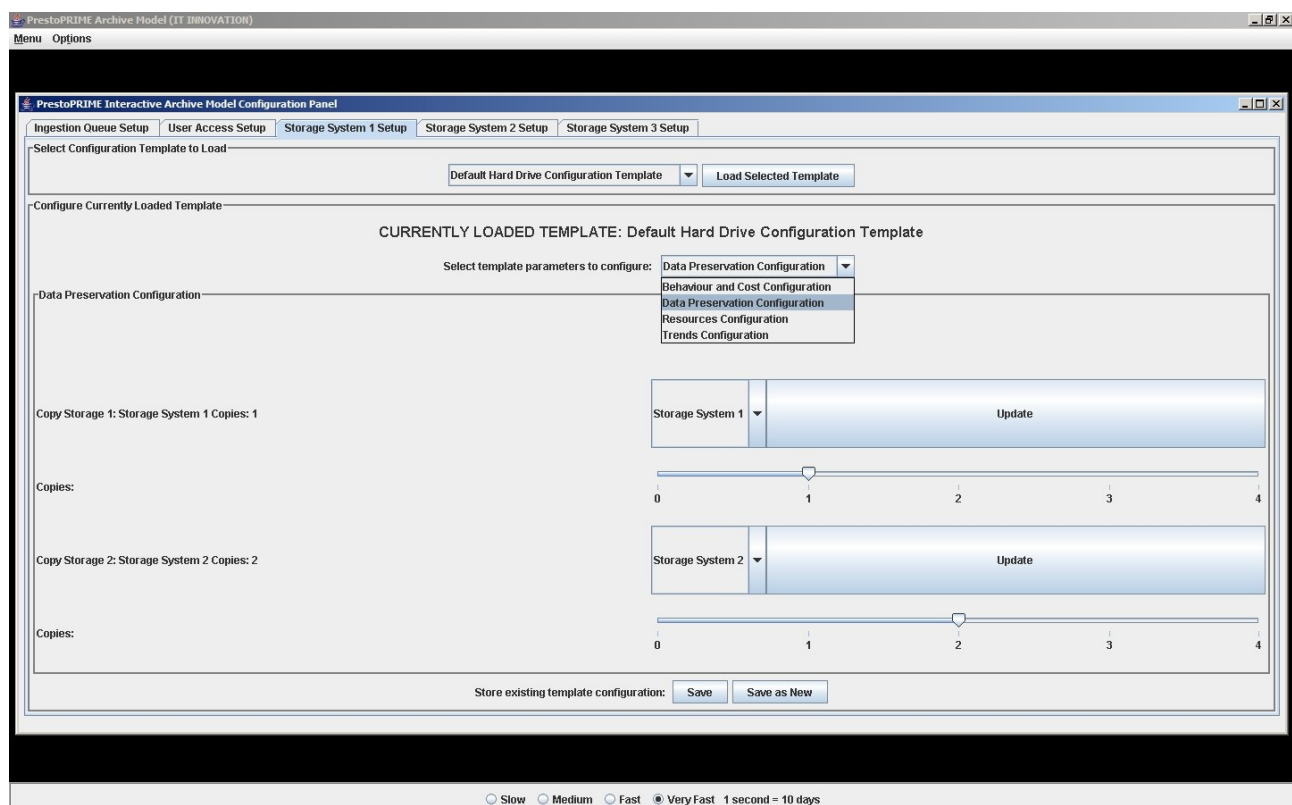 PrestoPRIME Archive Model (IT INNOVATION)
Menu Options
PrestoPRIME Interactive Archive Model Configuration Panel
Ingestion Queue Setup User Access Setup Storage System 1 Setup Storage System 2 Setup Storage System 3 Setup
Select Configuration Template to Load
Default Hard Drive Configuration Template Load Selected Template
Configure Currently Loaded Template
CURRENTLY LOADED TEMPLATE: Default Hard Drive Configuration Template
Select template parameters to configure: Data Preservation Configuration
Behaviour and Cost Configuration
Data Preservation Configuration
Resources Configuration
Trends Configuration
Data Preservation Configuration
Copy Storage 1: Storage System 1 Copies: 1 Storage System 1 Update
Copies:
0 1 2 3 4
Copy Storage 2: Storage System 2 Copies: 2 Storage System 2 Update
Copies:
0 1 2 3 4
Store existing template configuration: Save Save as New
Slow Medium Fast Very Fast 1 second = 10 days